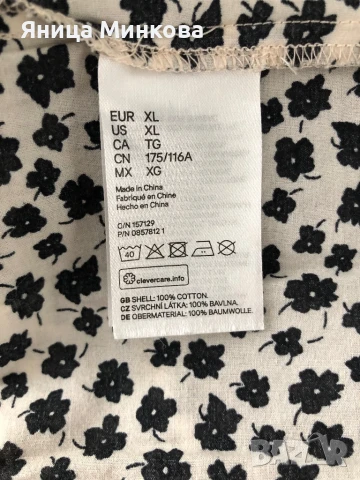 Яница Минкова
EUR XL
US XL
CA TG
CN 175/116A
MX XG
Made in China
Fabriqué en Chine
Hecho en China
C/N 157129
P/N 0857812 1
40
clevercare.info
GB SHELL: 100% COTTON.
CZ SVRCHNÍ LÁTKA: 100% BAVLNA.
DE OBERMATERIAL: 100% BAUMWOLLE.
BAZAR